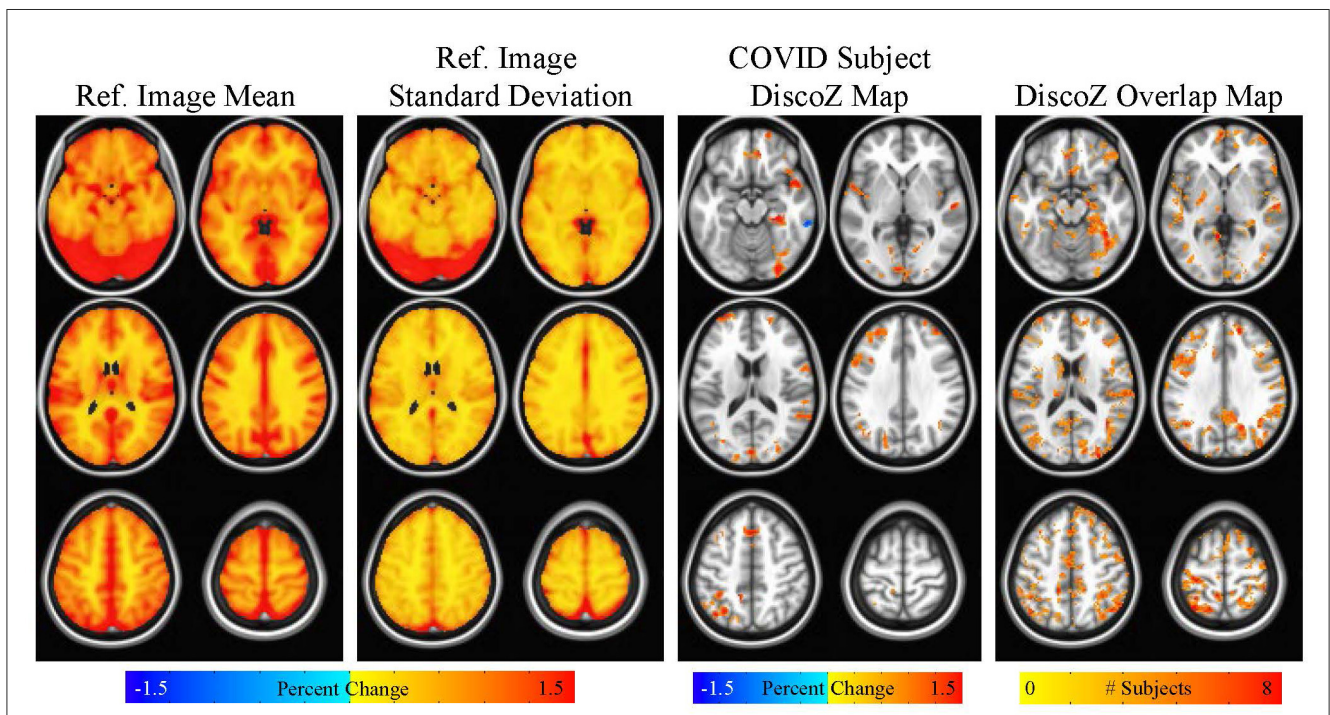 Ref. Image Mean
Ref. Image
Standard Deviation
COVID Subject
DiscoZ Map
DiscoZ Overlap Map
-1.5 Percent Change 1.5
-1.5 Percent Change 1.5
0 # Subjects 8